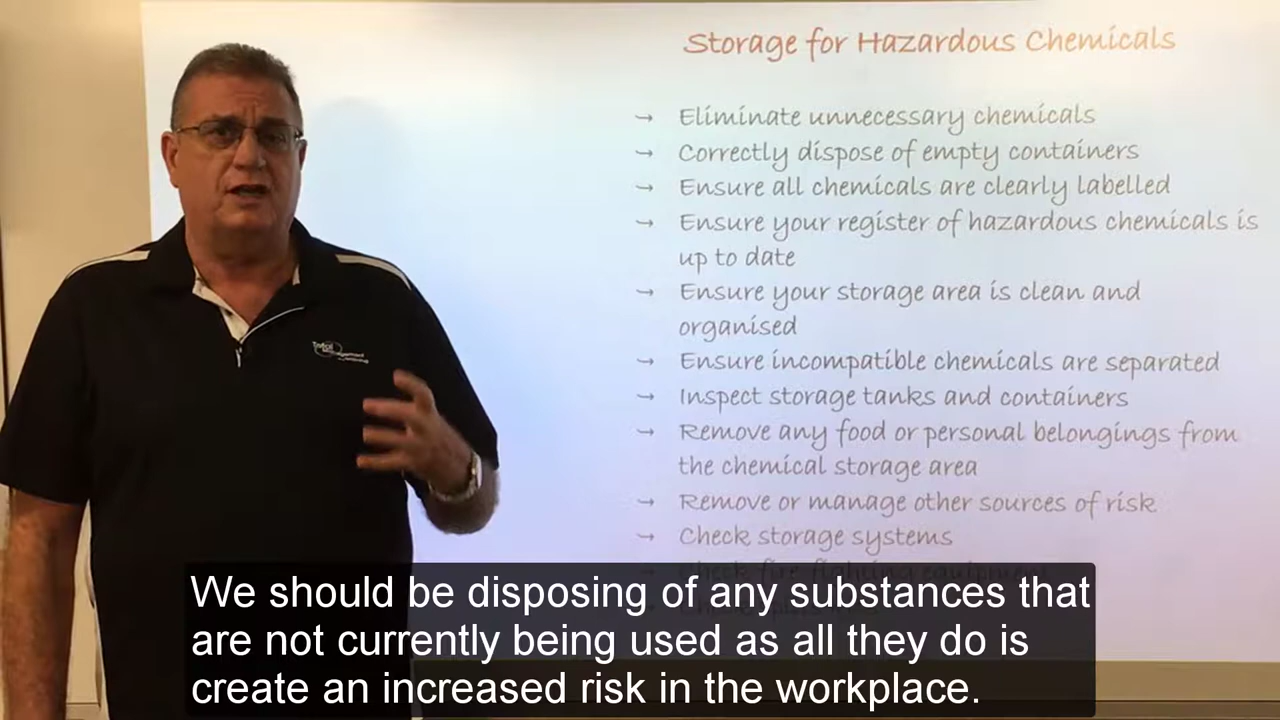 Storage for Hazardous Chemicals
→ Eliminate unnecessary chemicals
→ Correctly dispose of empty containers
→ Ensure all chemicals are clearly labelled
→ Ensure your register of hazardous chemicals is
up to date
→ Ensure your storage area is clean and
organised
→ Ensure incompatible chemicals are separated
→ Inspect storage tanks and containers
→ Remove any food or personal belongings from
the chemical storage area
→ Remove or manage other sources of risk
→ Check storage systems
→ Check fire-fighting equipment
We should be disposing of any substances that
are not currently being used as all they do is
create an increased risk in the workplace.